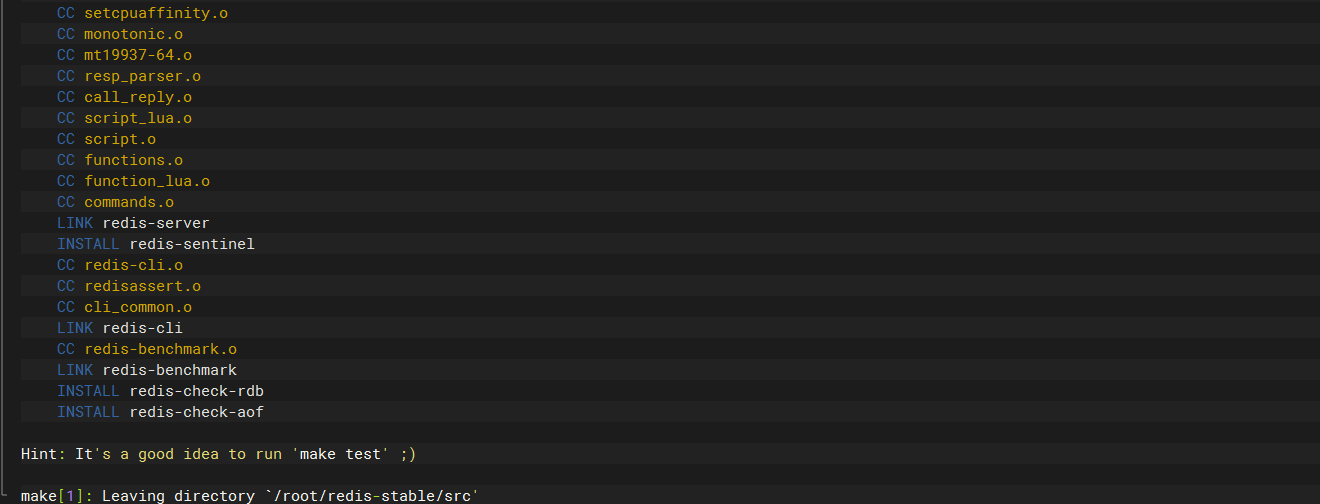 CC setcpuaffinity.o
CC monotonic.o
CC mt19937-64.o
CC resp_parser.o
CC call_reply.o
CC script_lua.o
CC script.o
CC functions.o
CC function_lua.o
CC commands.o
LINK redis-server
INSTALL redis-sentinel
CC redis-cli.o
CC redisassert.o
CC cli_common.o
LINK redis-cli
CC redis-benchmark.o
LINK redis-benchmark
INSTALL redis-check-rdb
INSTALL redis-check-aof
Hint: It's a good idea to run 'make test' ;)
make[1]: Leaving directory `/root/redis-stable/src'